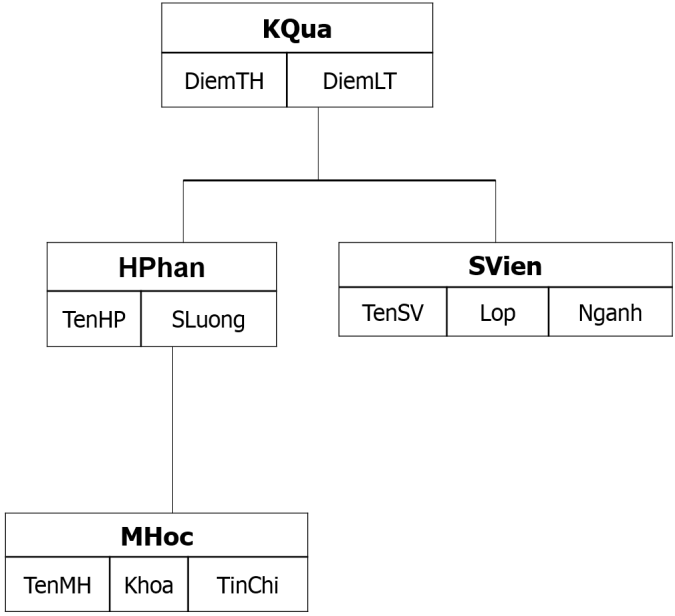 KQua
DiemTH DiemLT
HPhan
TenHP SLuong
SVien
TenSV Lop Nganh
MHoc
TenMH Khoa TinChi